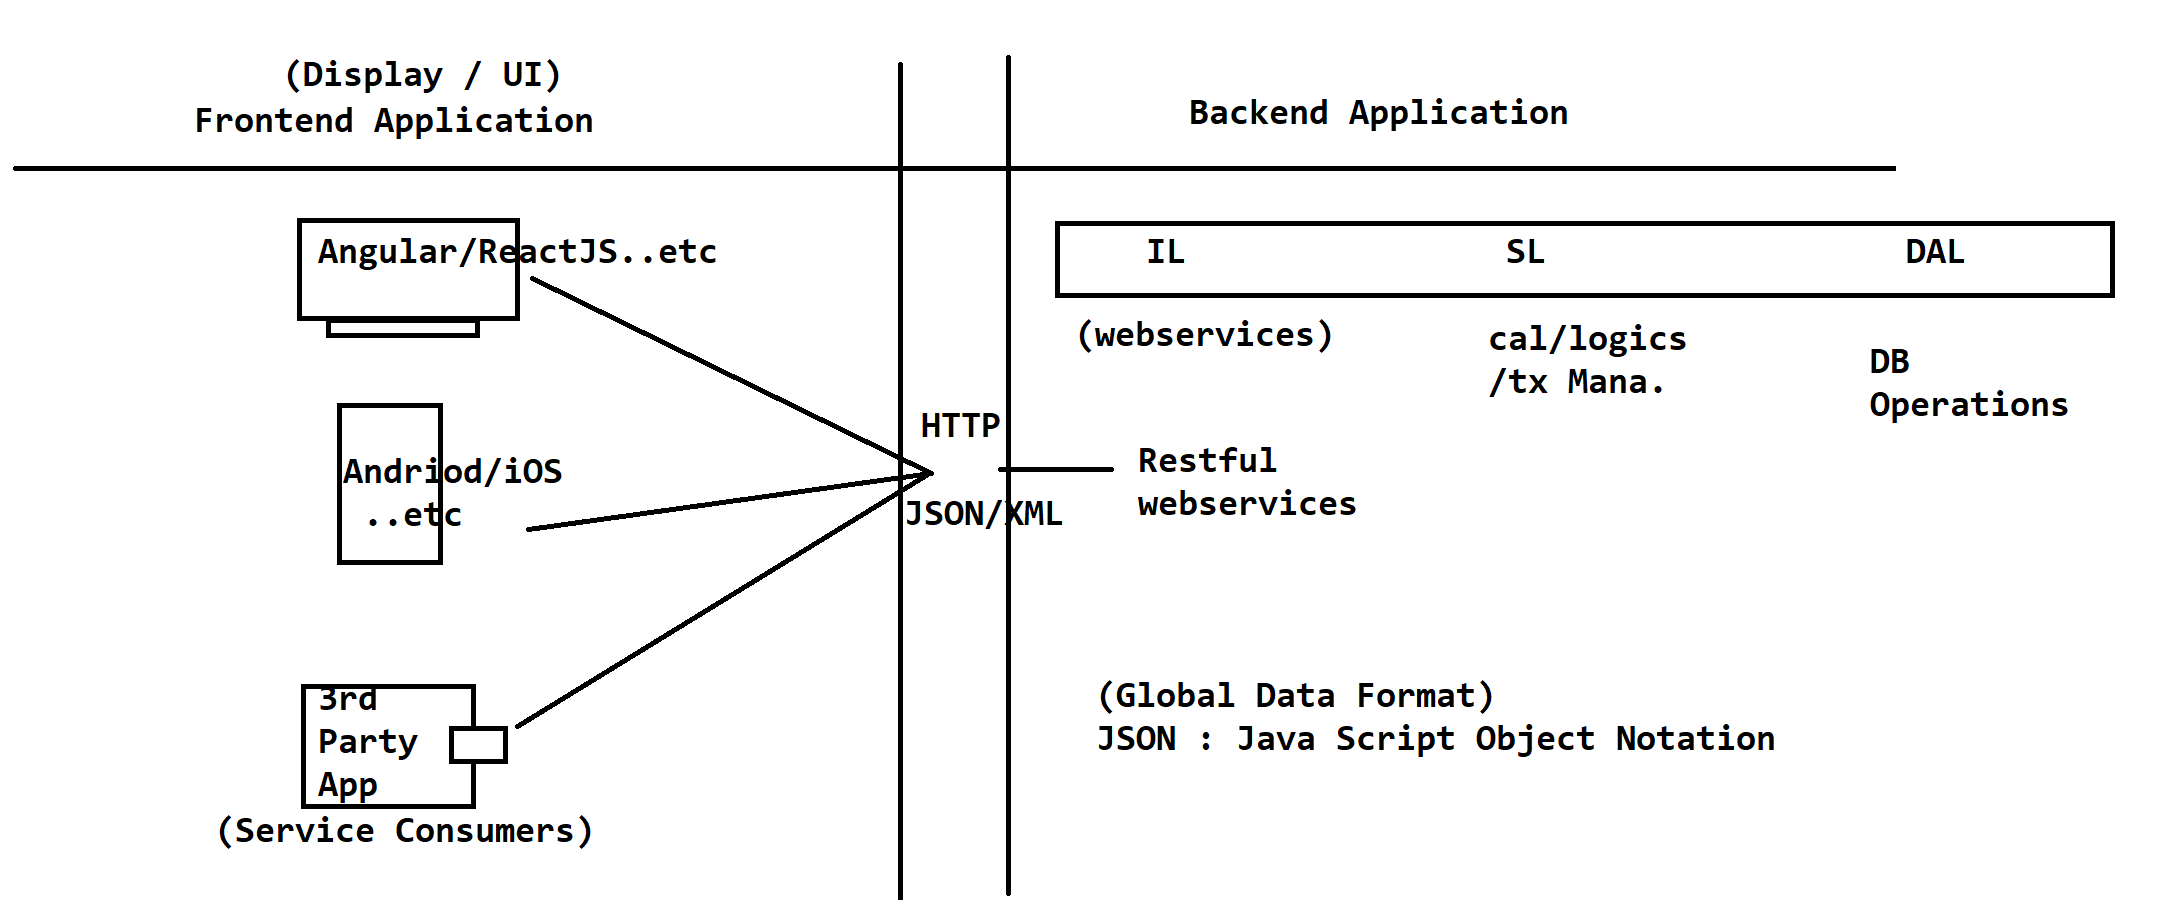 (Display / UI)
Frontend Application
Backend Application
Angular/ReactJS..etc
IL SL DAL
(webservices)
cal/logics
/tx Mana.
DB
Operations
Andriod/iOS
..etc
HTTP
JSON/XML
Restful
webservices
3rd
Party
App
(Service Consumers)
(Global Data Format)
JSON : Java Script Object Notation